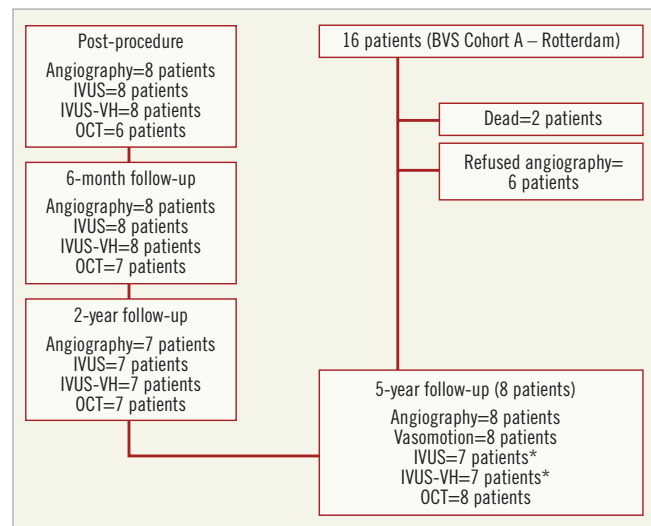 Post-procedure
Angiography=8 patients
IVUS=8 patients
IVUS-VH=8 patients
OCT=6 patients
6-month follow-up
Angiography=8 patients
IVUS=8 patients
IVUS-VH=8 patients
OCT=7 patients
2-year follow-up
Angiography=7 patients
IVUS=7 patients
IVUS-VH=7 patients
OCT=7 patients
16 patients (BVS Cohort A – Rotterdam)
Dead=2 patients
Refused angiography=
6 patients
5-year follow-up (8 patients)
Angiography=8 patients
Vasomotion=8 patients
IVUS=7 patients*
IVUS-VH=7 patients*
OCT=8 patients